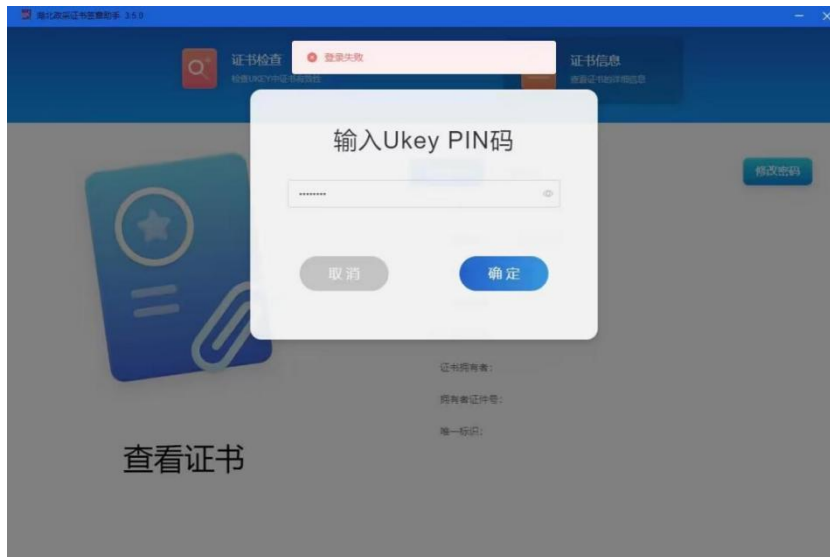 湖北政采证书签章助手 3.5.9
证书检查
检查UKEY中证书有效性
登录失败
证书信息
查看证书的详细信息
输入Ukey PIN码
修改密码
取消
确定
证书拥有者：
拥有者证件号：
唯一标识：
查看证书